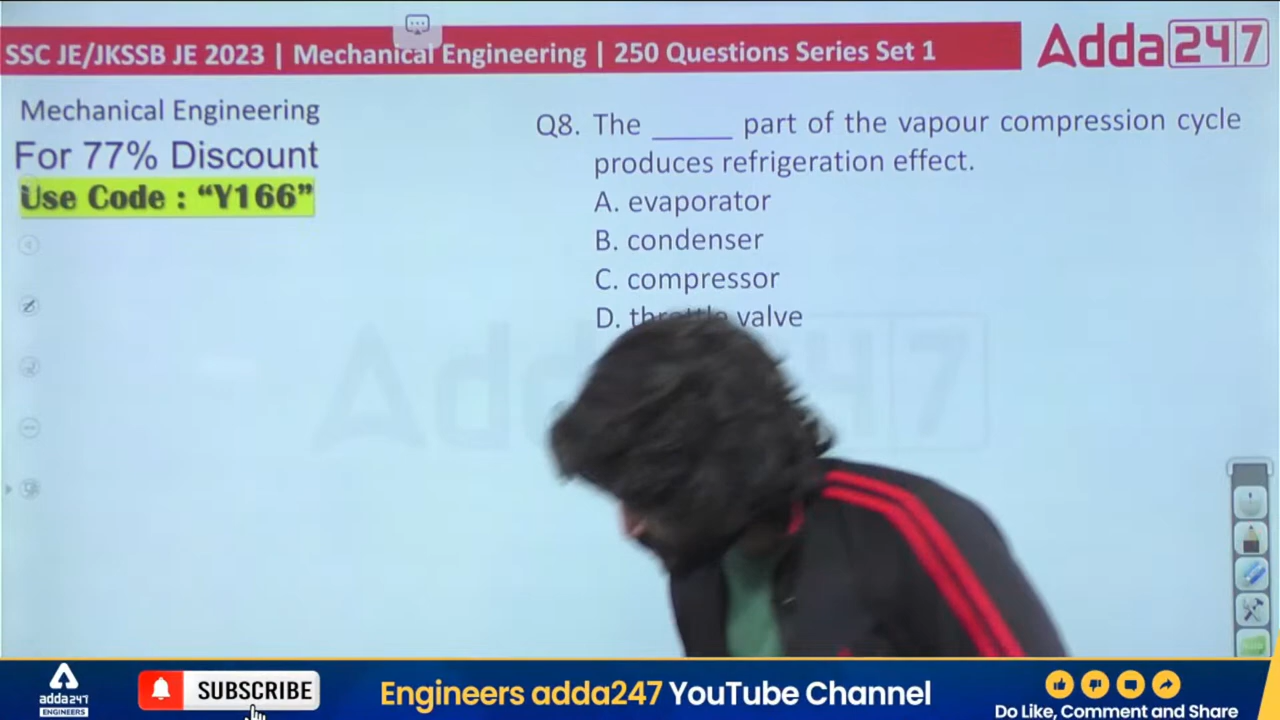 SSC JE/JKSSB JE 2023 | Mechanical Engineering | 250 Questions Series Set 1
Adda247
Mechanical Engineering
For 77% Discount
Use Code : “Y166”
Q8. The _____ part of the vapour compression cycle
produces refrigeration effect.
A. evaporator
B. condenser
C. compressor
D. throttle valve
adda247
ENGINEERS
SUBSCRIBE
Engineers adda247 YouTube Channel
Do Like, Comment and Share